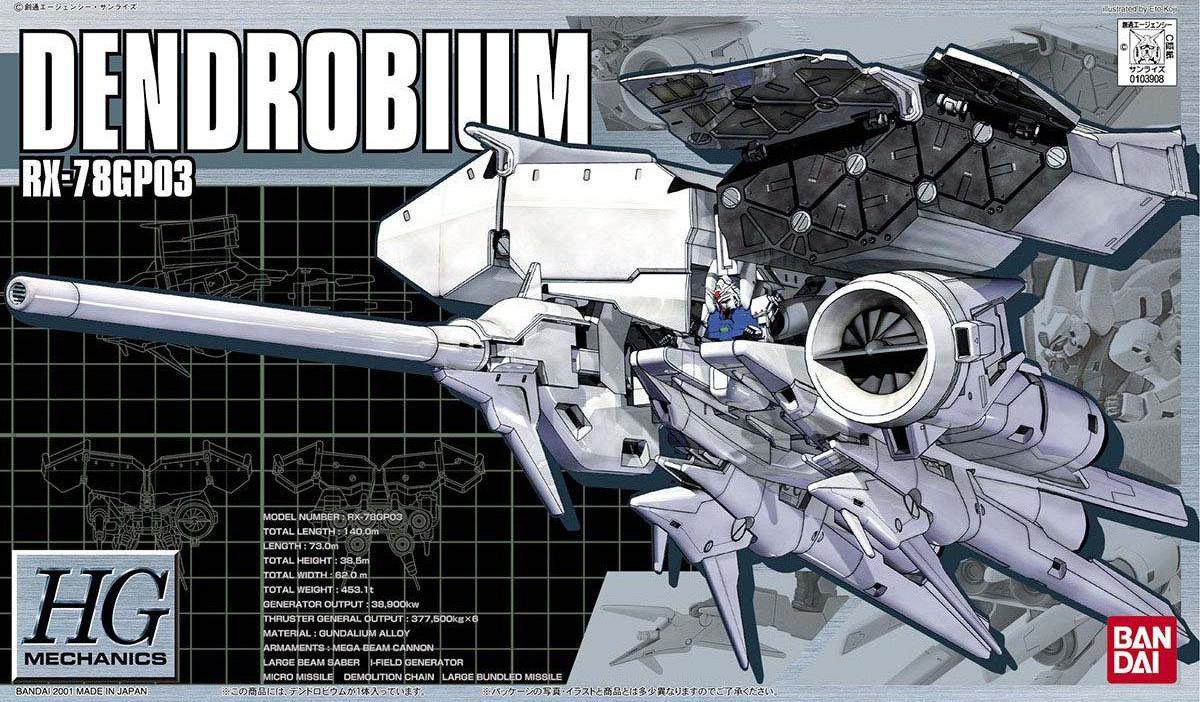 ©創通エージェンシー・サンライズ
illustrated by Eto Koji
DENDROBIUM
RX-78GP03
創通エージェンシー
©
サンライズ
0103908
MODEL NUMBER : RX-78GP03
TOTAL LENGTH : 140.0m
LENGTH : 73.0m
TOTAL HEIGHT : 38.5m
TOTAL WIDTH : 62.0 m
TOTAL WEIGHT : 453.1t
GENERATOR OUTPUT : 38,900kw
THRUSTER GENERAL OUTPUT : 377,500kg×6
MATERIAL : GUNDALIUM ALLOY
ARMAMENTS : MEGA BEAM CANNON
LARGE BEAM SABER I-FIELD GENERATOR
MICRO MISSILE DEMOLITION CHAIN LARGE BUNDLED MISSILE
HG
MECHANICS
BAN
DAI
BANDAI 2001 MADE IN JAPAN
※この商品には、デンドロビウムが1体入っています。
※パッケージの写真・イラストと商品とは多少異なりますのでご了承ください。